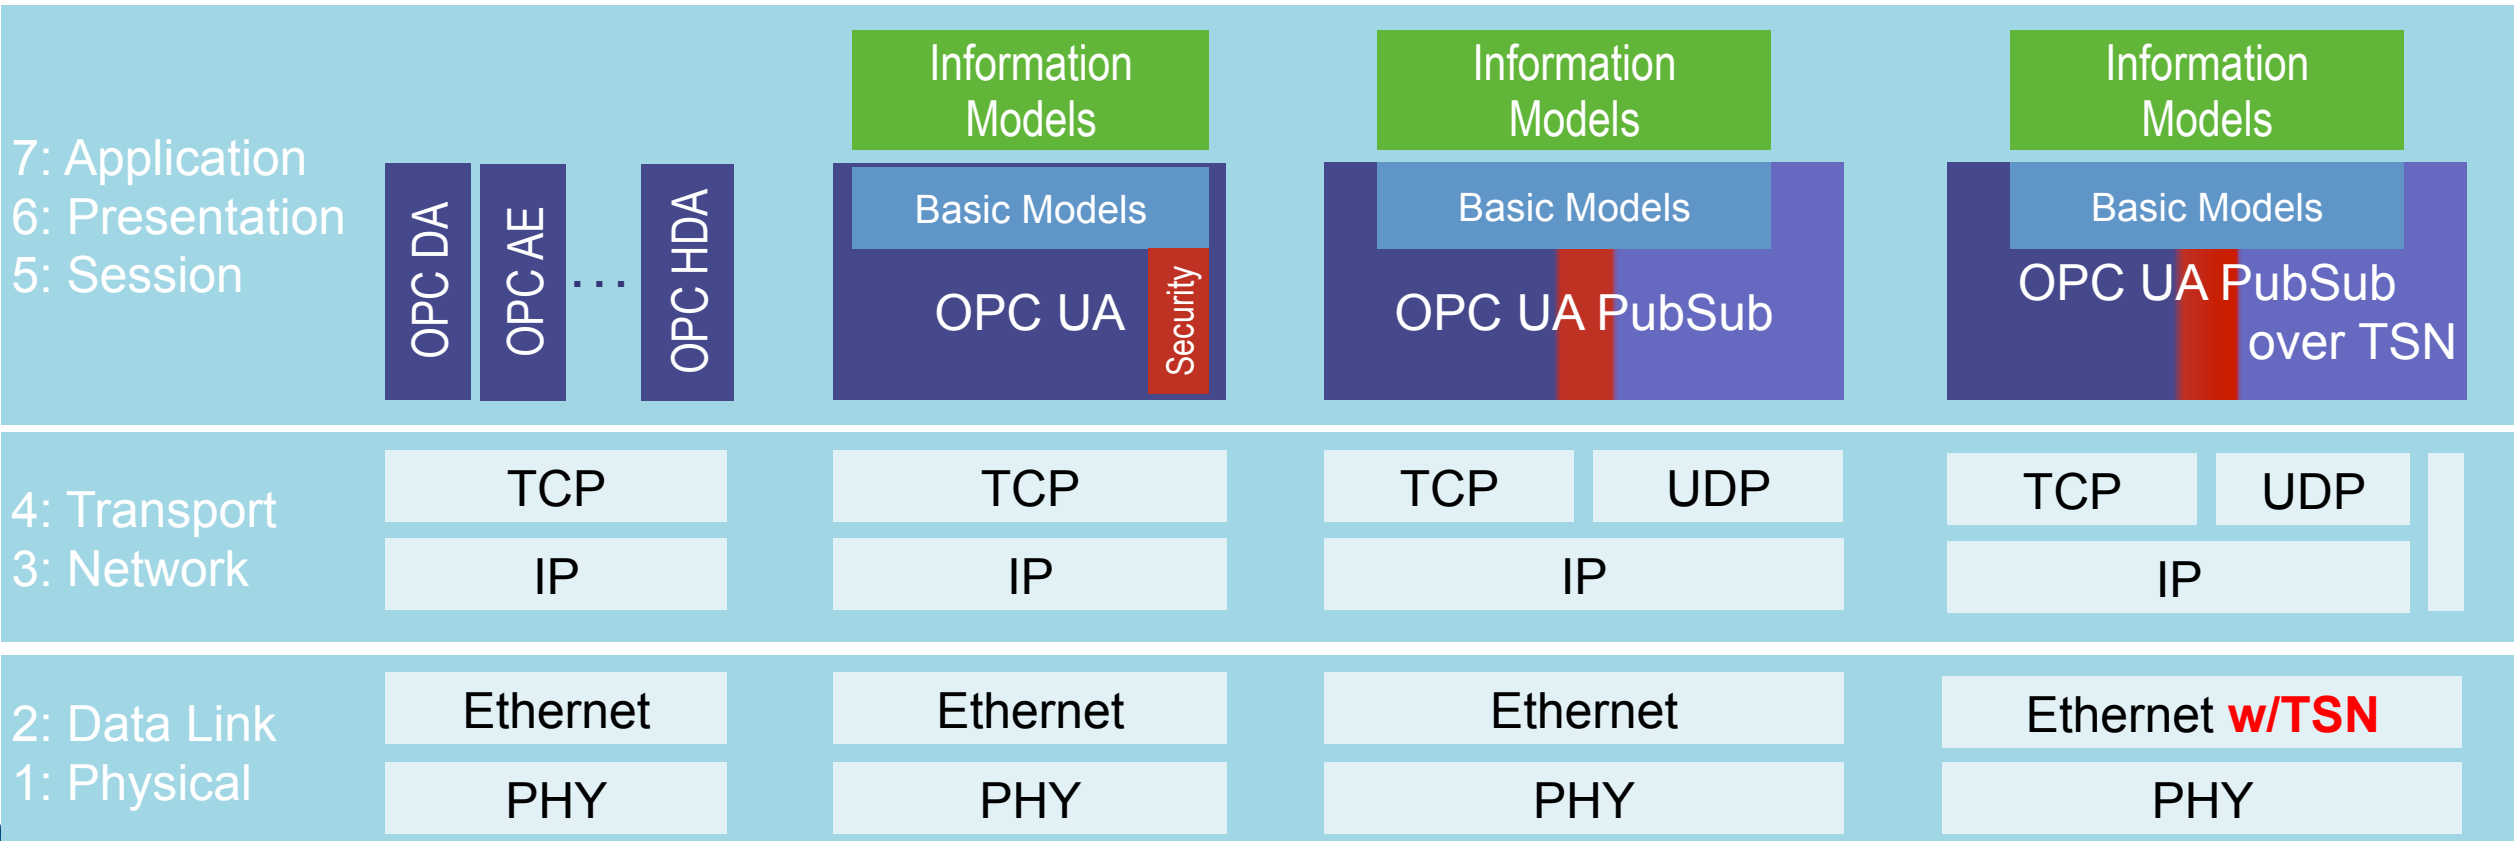 7: Application
6: Presentation
5: Session
OPC DA
OPC AE
...
OPC HDA
Information
Models
Basic Models
OPC UA
Security
Information
Models
Basic Models
OPC UA PubSub
Information
Models
Basic Models
OPC UA PubSub
over TSN
4: Transport
3: Network
TCP
IP
TCP
IP
TCP
UDP
IP
TCP
UDP
IP
2: Data Link
1: Physical
Ethernet
PHY
Ethernet
PHY
Ethernet
PHY
Ethernet w/TSN
PHY